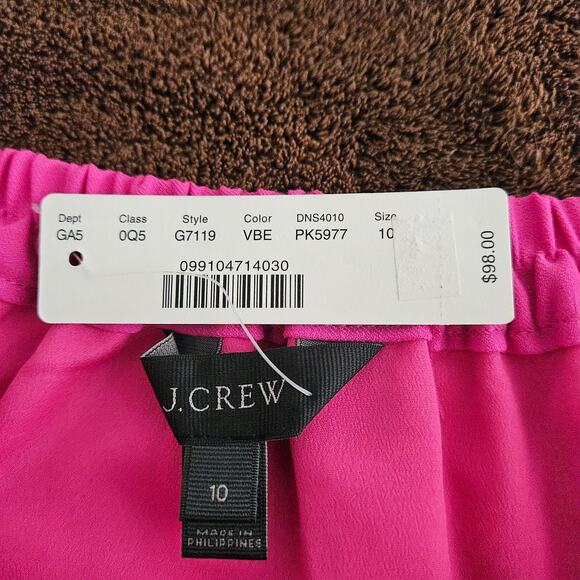 Dept Class Style Color DNS4010 Size
GA5 0Q5 G7119 VBE PK5977 10
099104714030
$98.00
J.CREW
10
MADE IN
PHILIPPINES